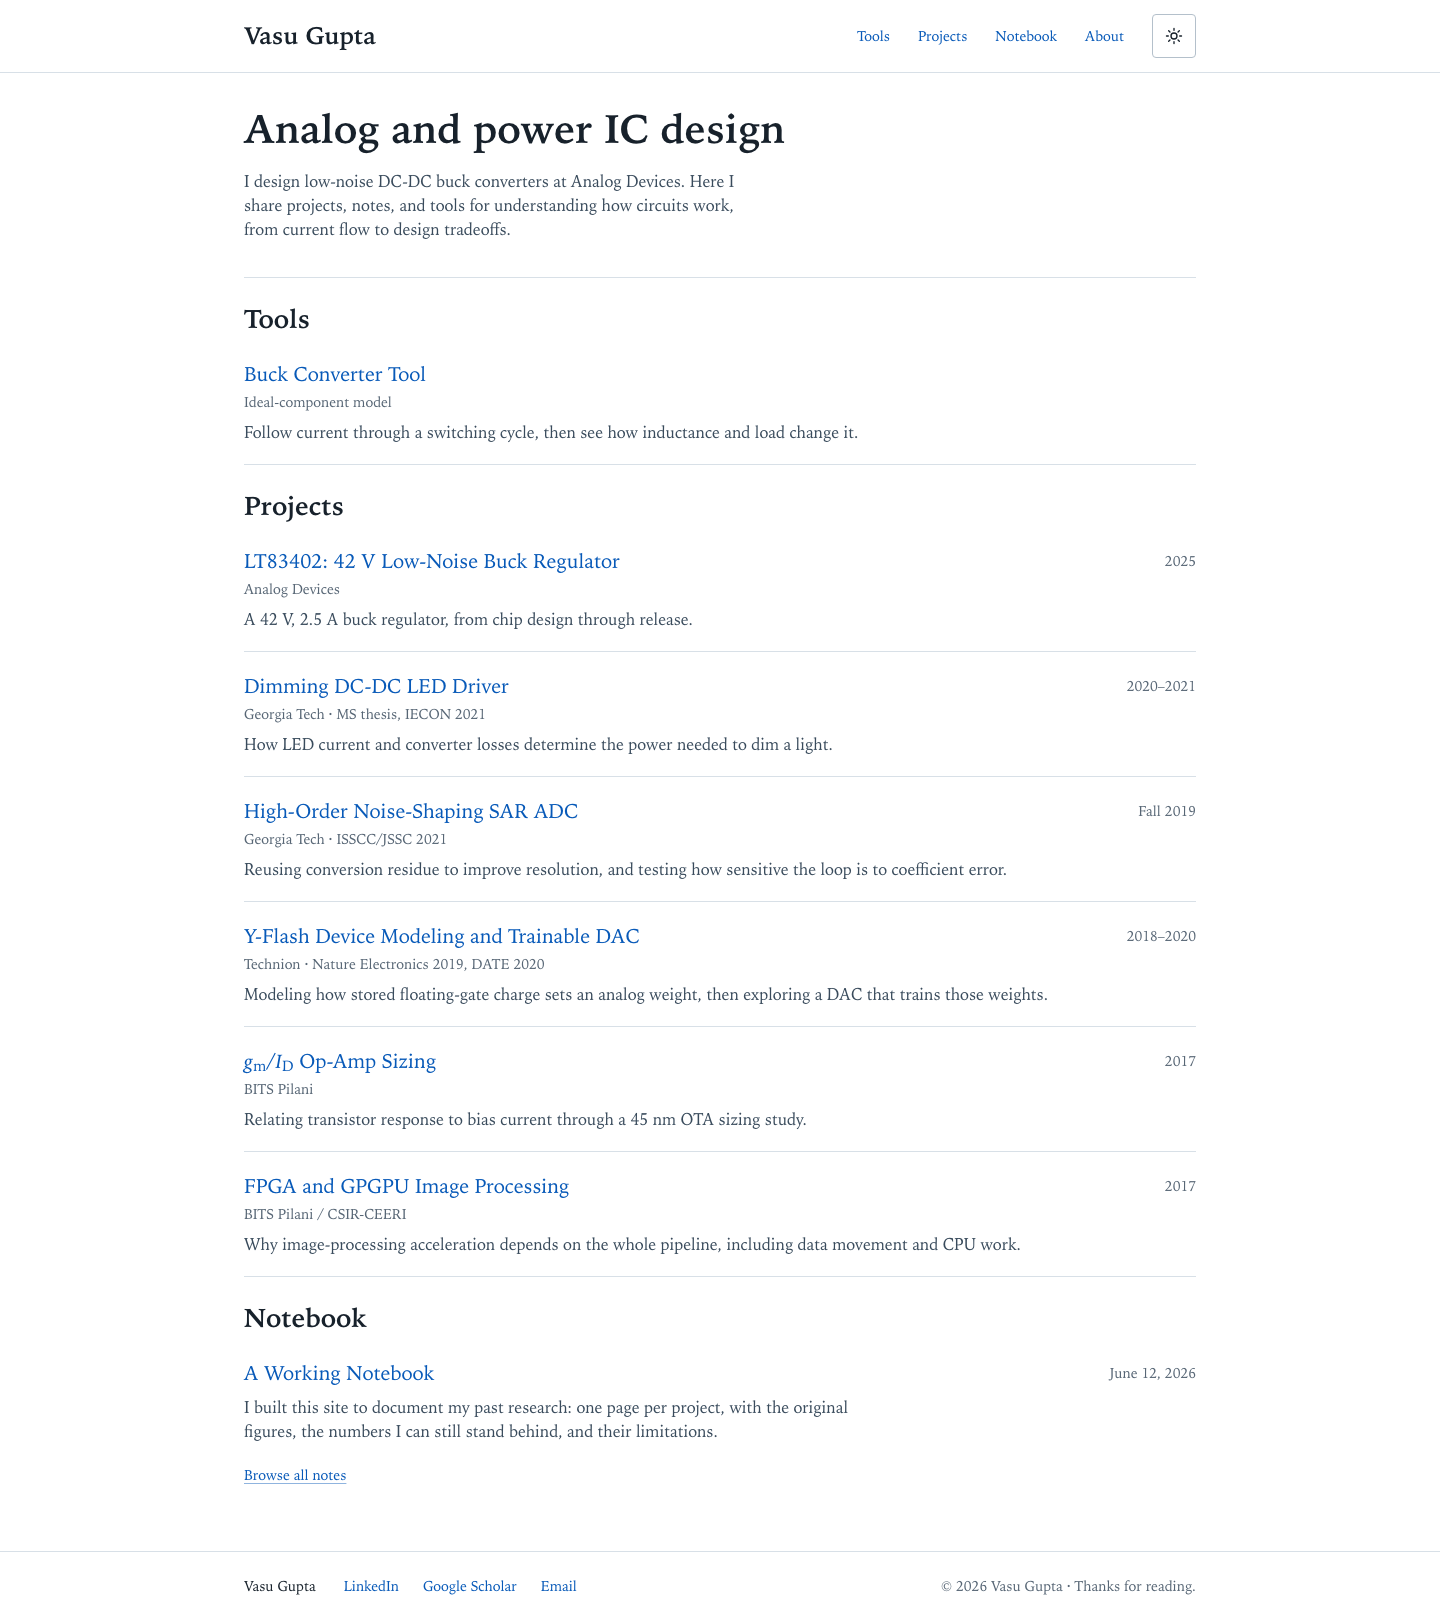 Vasu Gupta
Tools Projects Notebook About
Analog and power IC design
I design low-noise DC-DC buck converters at Analog Devices. Here I
share projects, notes, and tools for understanding how circuits work,
from current flow to design tradeoffs.
Tools
Buck Converter Tool
Ideal-component model
Follow current through a switching cycle, then see how inductance and load change it.
Projects
LT83402: 42 V Low-Noise Buck Regulator 2025
Analog Devices
A 42 V, 2.5 A buck regulator, from chip design through release.
Dimming DC-DC LED Driver 2020–2021
Georgia Tech · MS thesis, IECON 2021
How LED current and converter losses determine the power needed to dim a light.
High-Order Noise-Shaping SAR ADC Fall 2019
Georgia Tech · ISSCC/JSSC 2021
Reusing conversion residue to improve resolution, and testing how sensitive the loop is to coefficient error.
Y-Flash Device Modeling and Trainable DAC 2018–2020
Technion · Nature Electronics 2019, DATE 2020
Modeling how stored floating-gate charge sets an analog weight, then exploring a DAC that trains those weights.
gm/ID Op-Amp Sizing 2017
BITS Pilani
Relating transistor response to bias current through a 45 nm OTA sizing study.
FPGA and GPGPU Image Processing 2017
BITS Pilani / CSIR-CEERI
Why image-processing acceleration depends on the whole pipeline, including data movement and CPU work.
Notebook
A Working Notebook June 12, 2026
I built this site to document my past research: one page per project, with the original
figures, the numbers I can still stand behind, and their limitations.
Browse all notes
Vasu Gupta LinkedIn Google Scholar Email © 2026 Vasu Gupta · Thanks for reading.